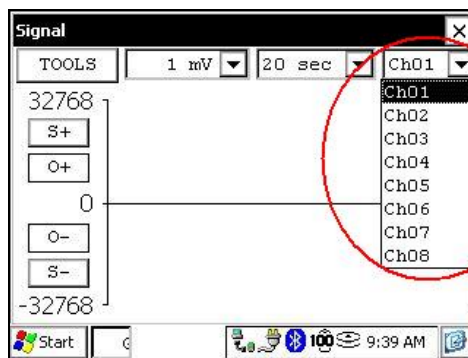 Signal
TOOLS 1 mV 20 sec Ch01
Ch01
Ch02
Ch03
Ch04
Ch05
Ch06
Ch07
Ch08
32768
S+
O+
0
O-
S-
-32768
Start 9:39 AM